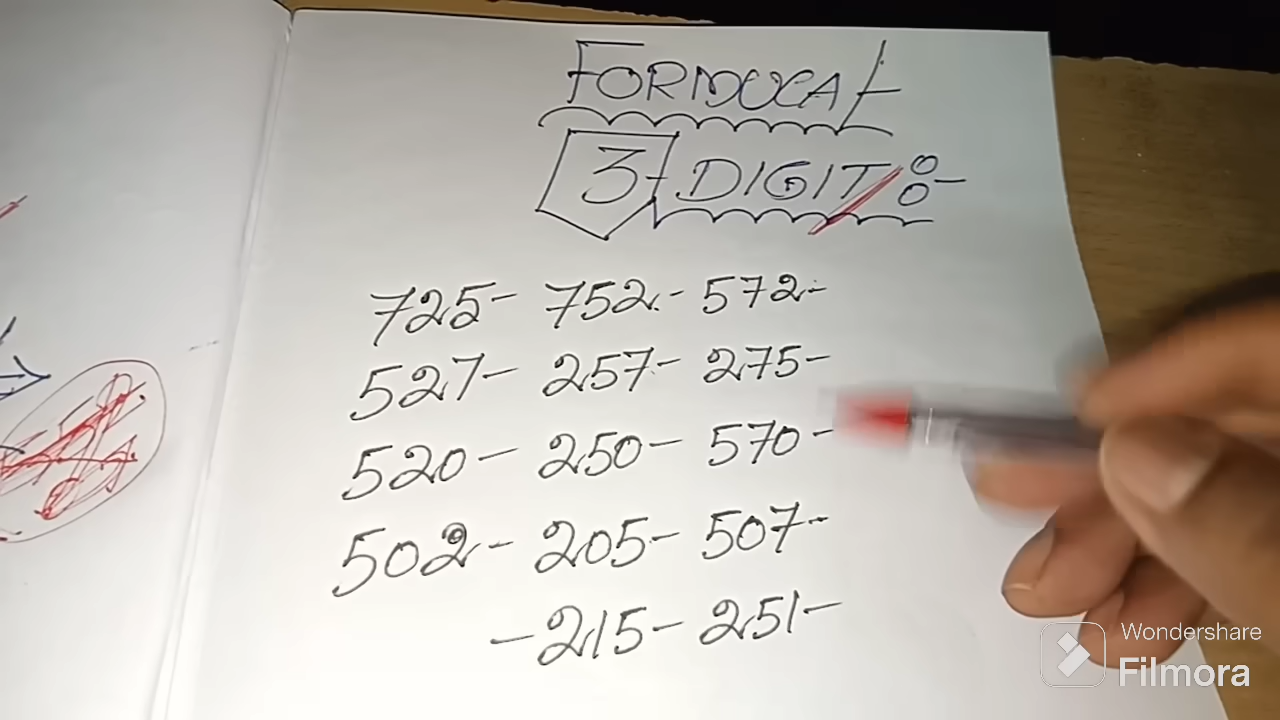 FORMULA/-
3 DIGIT :-
725- 752- 572-
527- 257- 275-
520- 250- 570-
502- 205- 507-
-215- 251-
Wondershare
Filmora